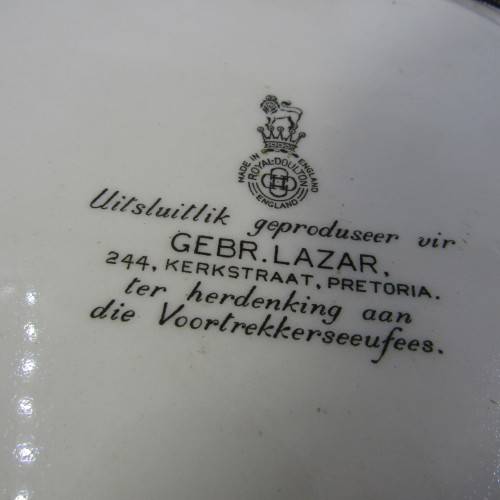 MADE IN ENGLAND
ROYAL·DOULTON
ENGLAND
Uitsluitlik geproduseer vir
GEBR. LAZAR,
244, KERKSTRAAT, PRETORIA.
ter herdenking aan
die Voortrekkerseeufees.